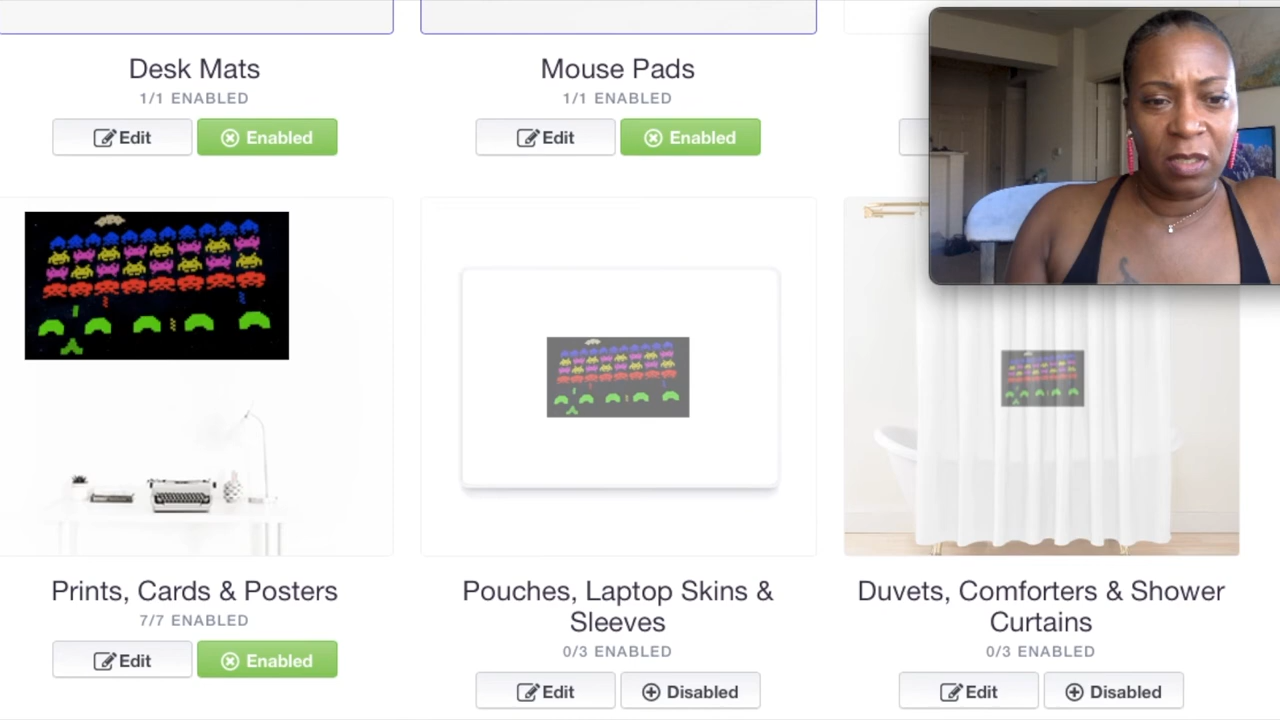 Desk Mats
1/1 ENABLED
Edit
Enabled
Mouse Pads
1/1 ENABLED
Edit
Enabled
Prints, Cards & Posters
7/7 ENABLED
Edit
Enabled
Pouches, Laptop Skins &
Sleeves
0/3 ENABLED
Edit
Disabled
Duvets, Comforters & Shower
Curtains
0/3 ENABLED
Edit
Disabled